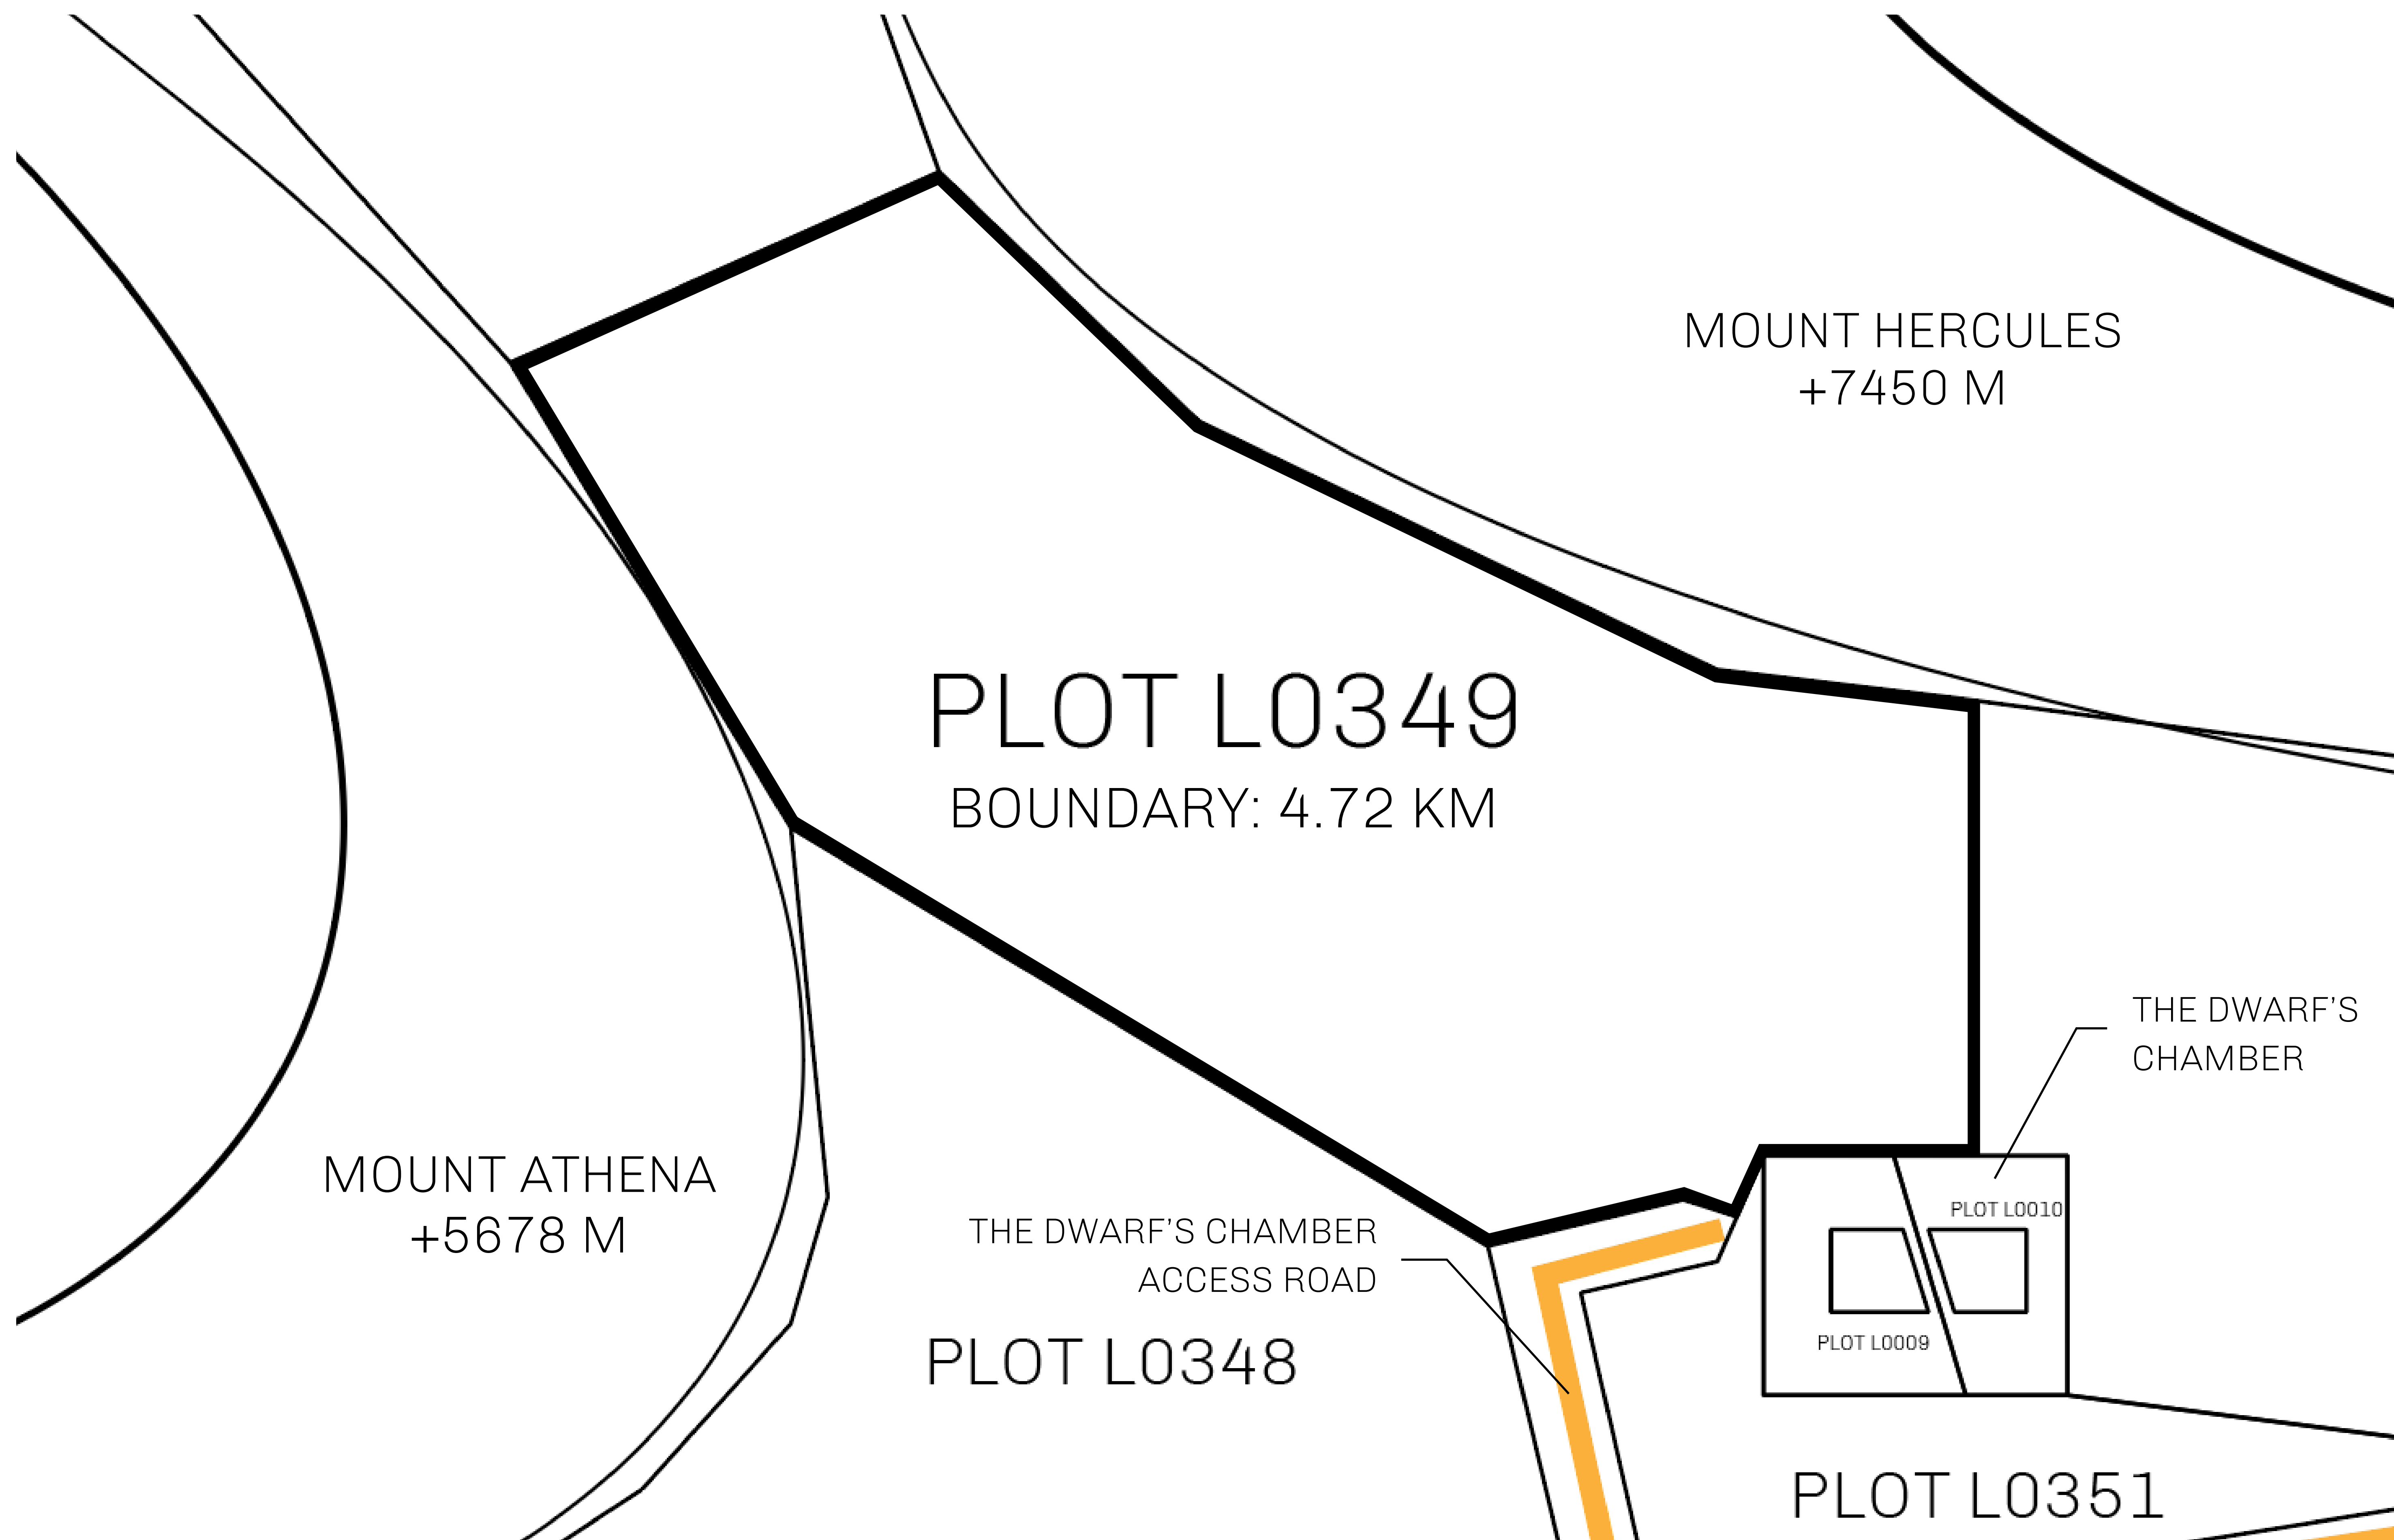 MOUNT HERCULES
+7450 M
PLOT L0349
BOUNDARY: 4.72 KM
THE DWARF'S
CHAMBER
MOUNT ATHENA
+5678 M
THE DWARF'S CHAMBER
ACCESS ROAD
PLOT L0010
PLOT L0009
PLOT L0348
PLOT L0351